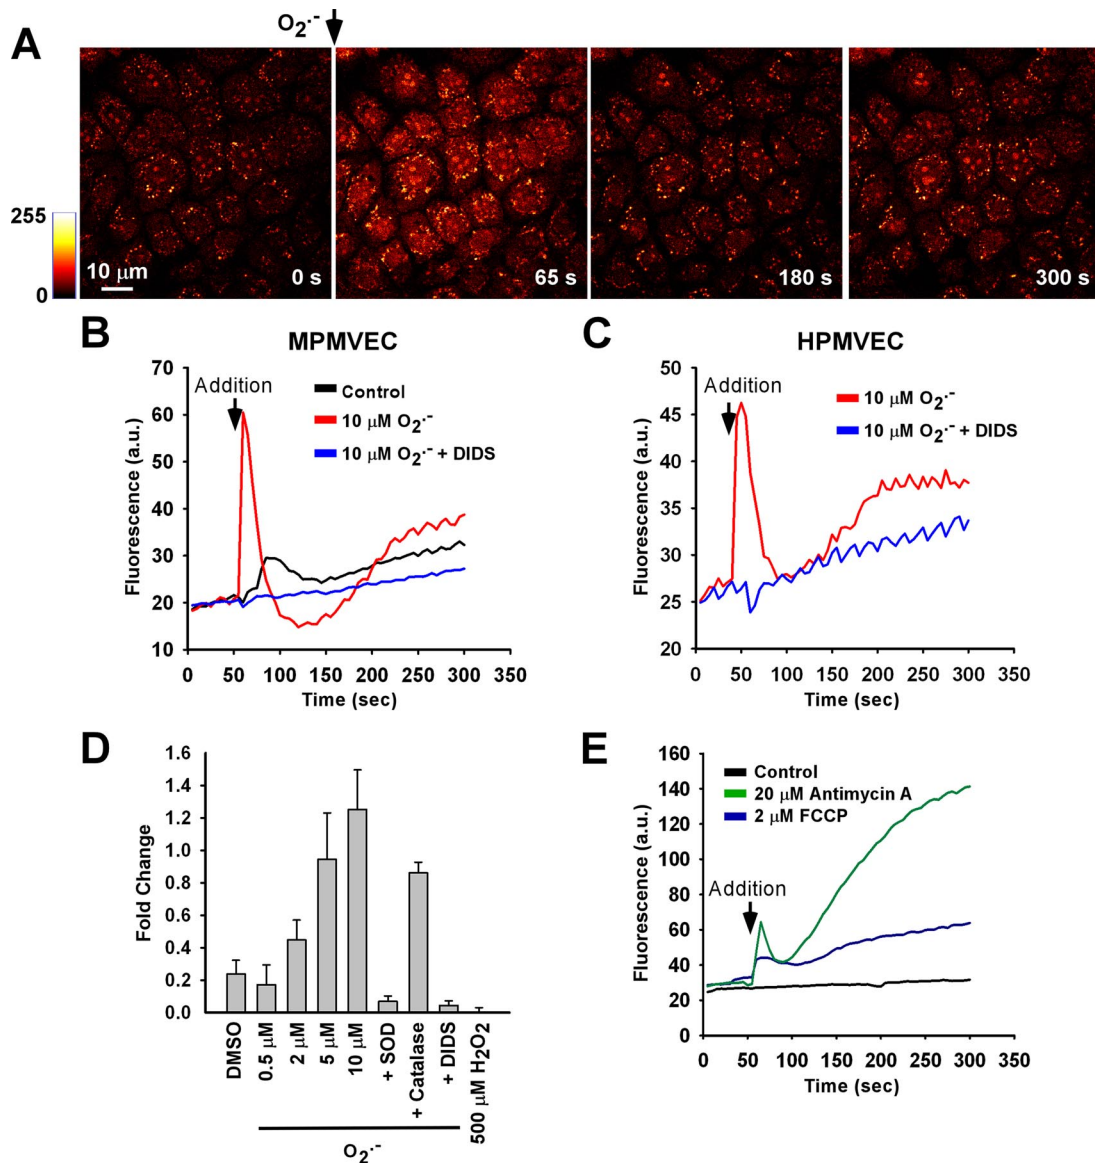 O2·-
A
255
0
10 μm
0 s
65 s
180 s
300 s
B
MPMVEC
70
60
50
40
30
20
10
Fluorescence (a.u.)
Addition
Control
10 μM O2·-
10 μM O2·- + DIDS
0 50 100 150 200 250 300 350
Time (sec)
C
HPMVEC
50
45
40
35
30
25
20
Fluorescence (a.u.)
Addition
10 μM O2·-
10 μM O2·- + DIDS
0 50 100 150 200 250 300 350
Time (sec)
D
1.6
1.4
1.2
1.0
0.8
0.6
0.4
0.2
0.0
Fold Change
DMSO
0.5 μM
2 μM
5 μM
10 μM
+ SOD
+ Catalase
+ DIDS
500 μM H2O2
O2·-
E
160
140
120
100
80
60
40
20
0
Fluorescence (a.u.)
Control
20 μM Antimycin A
2 μM FCCP
Addition
0 50 100 150 200 250 300 350
Time (sec)